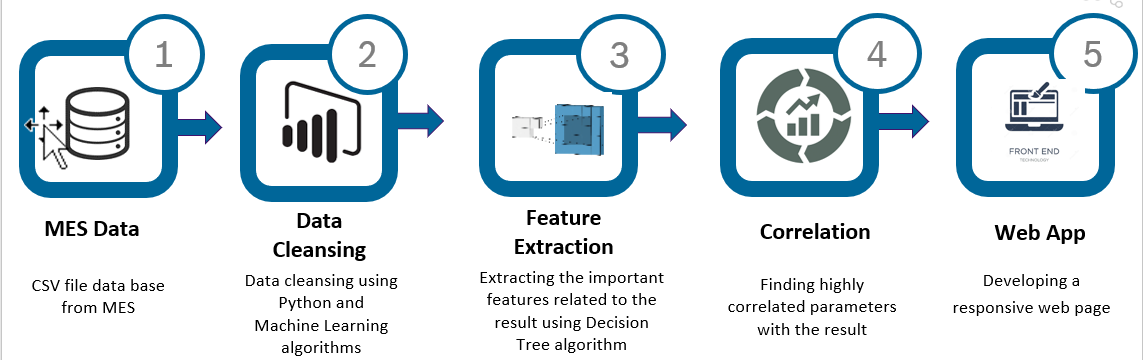 1
2
3
4
5
FRONT END
TECHNOLOGY
MES Data
CSV file data base
from MES
Data
Cleansing
Data cleansing using
Python and
Machine Learning
algorithms
Feature
Extraction
Extracting the important
features related to the
result using Decision
Tree algorithm
Correlation
Finding highly
correlated parameters
with the result
Web App
Developing a
responsive web page